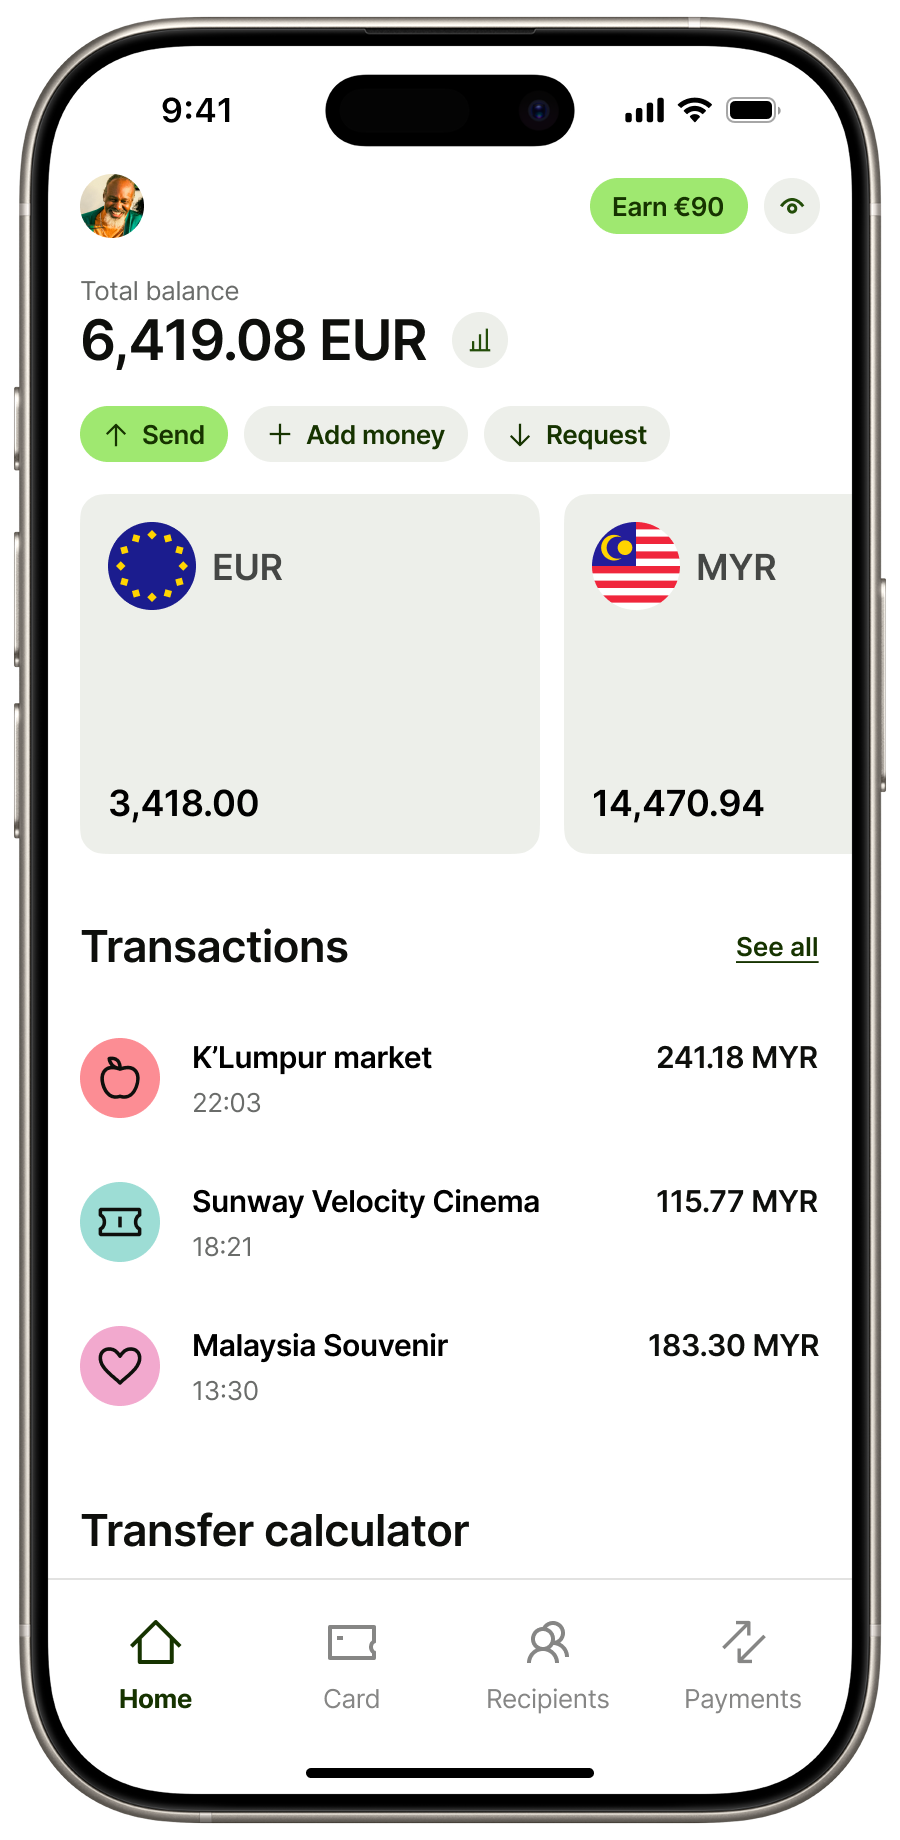 9:41
Earn €90
Total balance
6,419.08 EUR
Send
Add money
Request
EUR
MYR
3,418.00
14,470.94
Transactions
See all
K’Lumpur market
241.18 MYR
22:03
Sunway Velocity Cinema
115.77 MYR
18:21
Malaysia Souvenir
183.30 MYR
13:30
Transfer calculator
Home
Card
Recipients
Payments